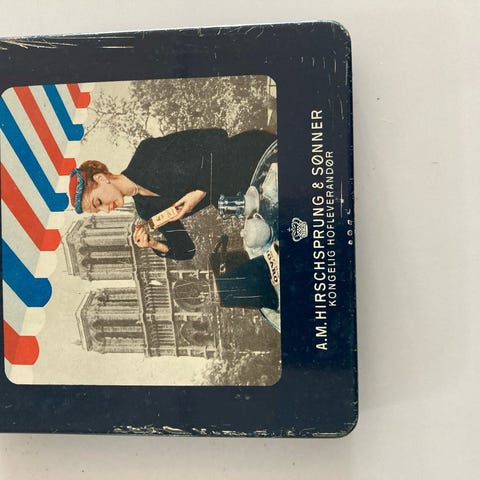 A.M. HIRSCHSPRUNG & SØNNER
KONGELIG HOFLEVERANDØR